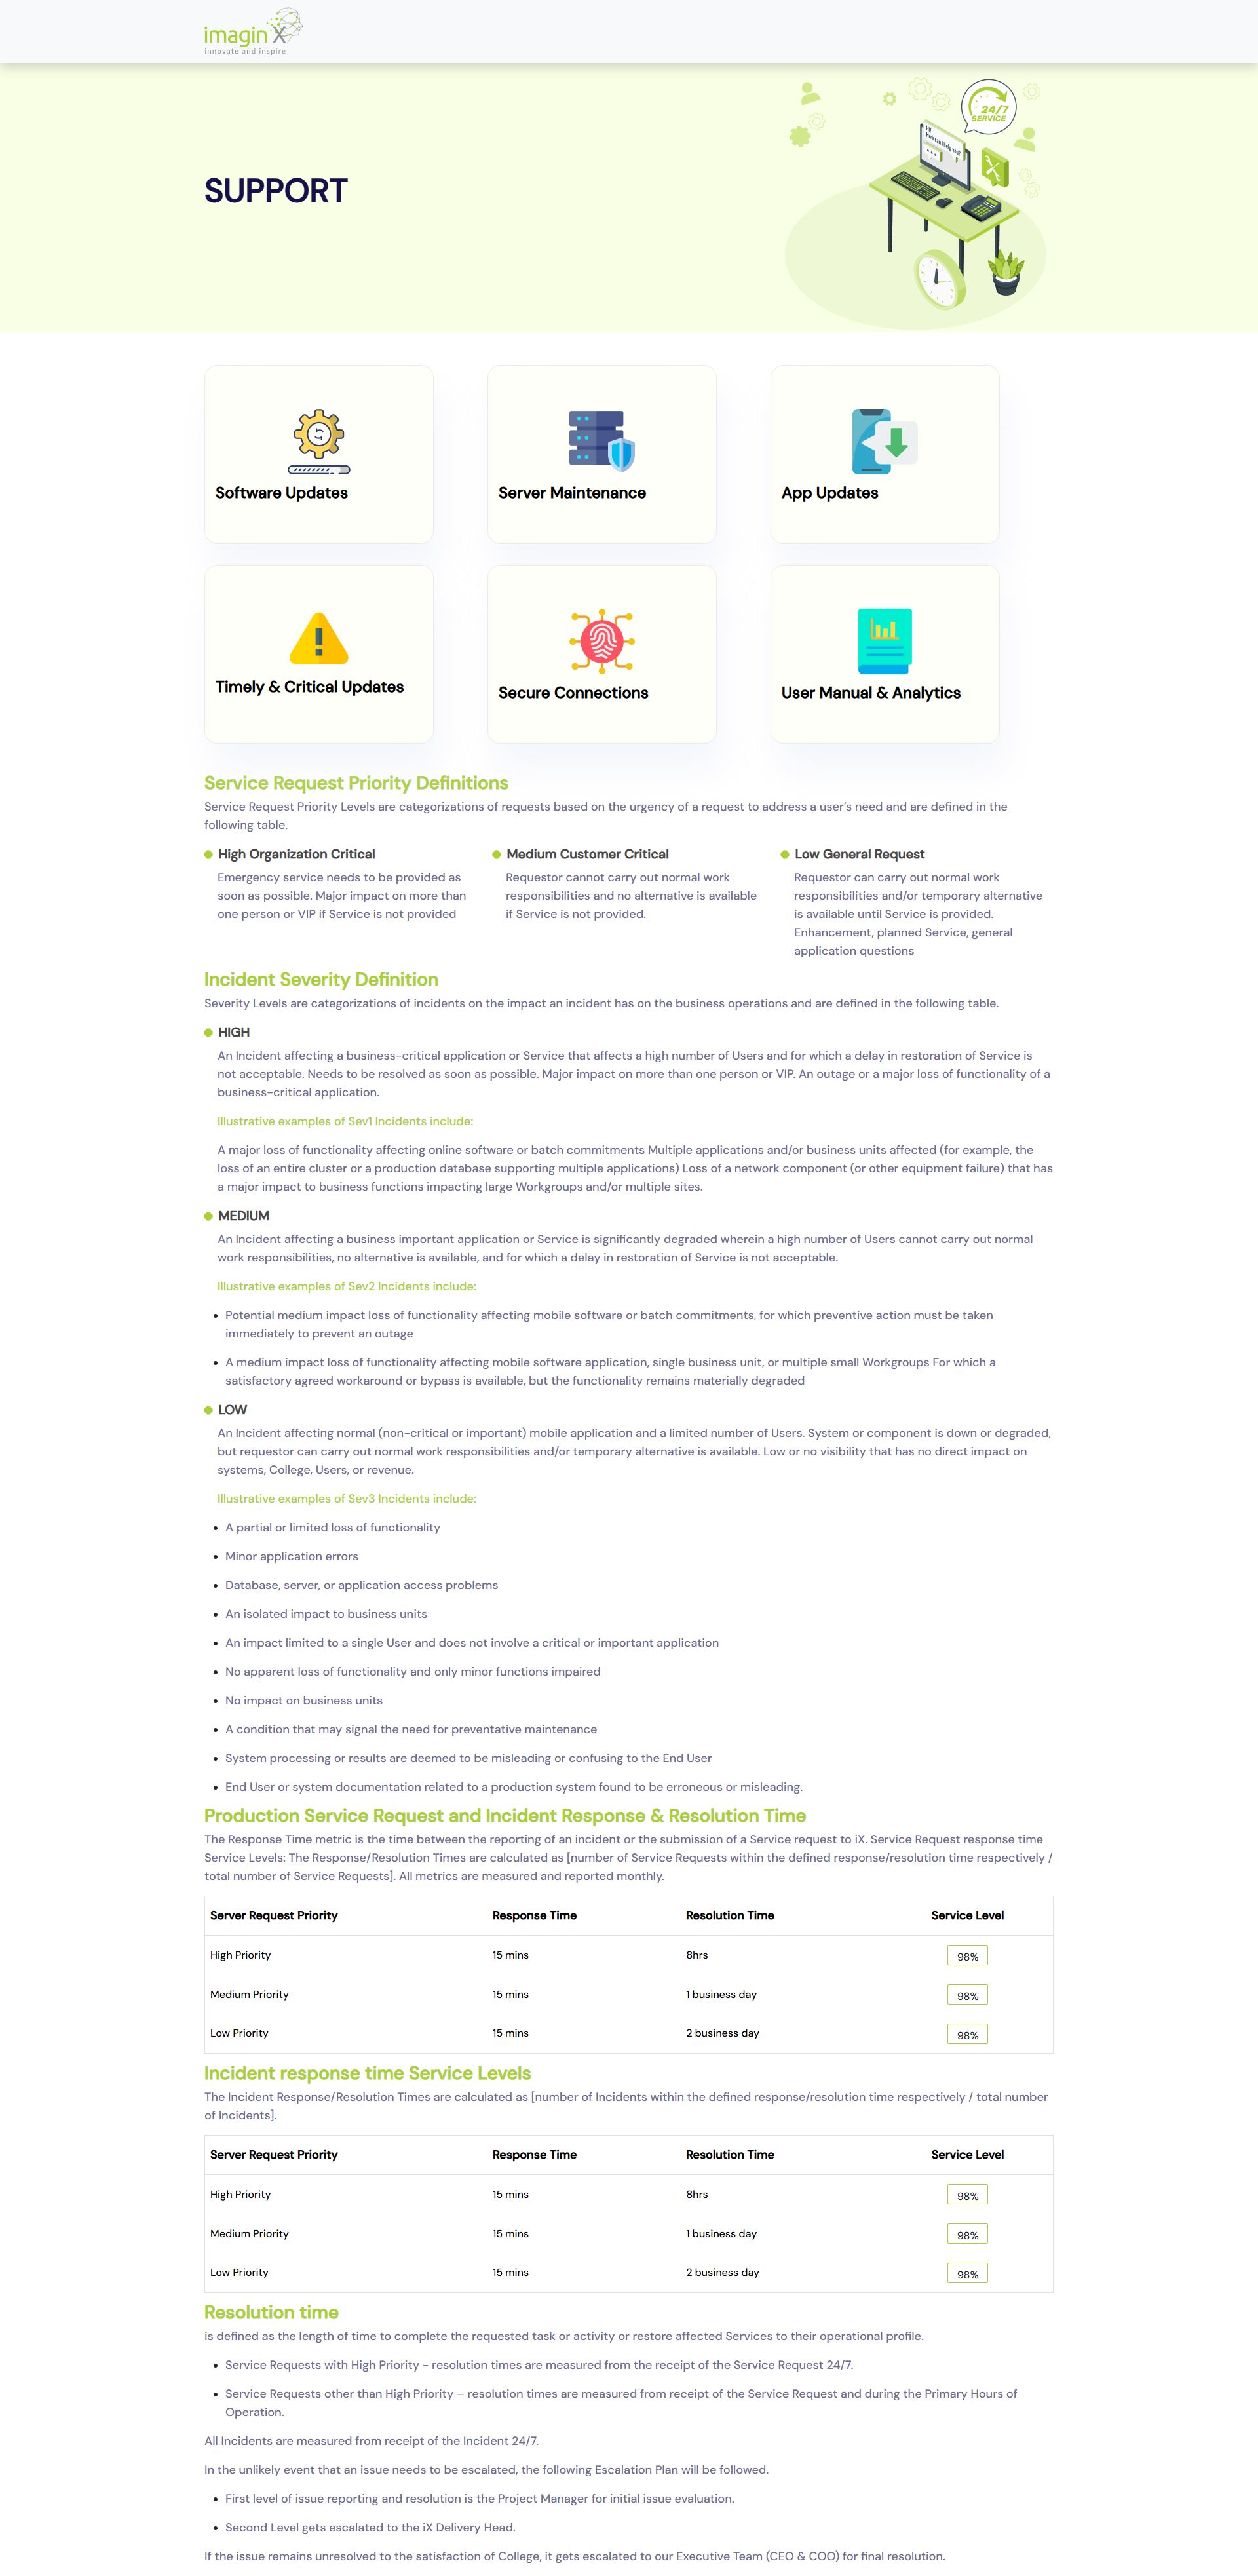 imaginX
innovate and inspire
24/7
SERVICE
Hi
How can I help you?
SUPPORT
Software Updates
Server Maintenance
App Updates
Timely & Critical Updates
Secure Connections
User Manual & Analytics
Service Request Priority Definitions
Service Request Priority Levels are categorizations of requests based on the urgency of a request to address a user’s need and are defined in the
following table.
High Organization Critical
Emergency service needs to be provided as
soon as possible. Major impact on more than
one person or VIP if Service is not provided
Medium Customer Critical
Requestor cannot carry out normal work
responsibilities and no alternative is available
if Service is not provided.
Low General Request
Requestor can carry out normal work
responsibilities and/or temporary alternative
is available until Service is provided.
Enhancement, planned Service, general
application questions
Incident Severity Definition
Severity Levels are categorizations of incidents on the impact an incident has on the business operations and are defined in the following table.
HIGH
An Incident affecting a business-critical application or Service that affects a high number of Users and for which a delay in restoration of Service is
not acceptable. Needs to be resolved as soon as possible. Major impact on more than one person or VIP. An outage or a major loss of functionality of a
business-critical application.
Illustrative examples of Sev1 Incidents include:
A major loss of functionality affecting online software or batch commitments Multiple applications and/or business units affected (for example, the
loss of an entire cluster or a production database supporting multiple applications) Loss of a network component (or other equipment failure) that has
a major impact to business functions impacting large Workgroups and/or multiple sites.
MEDIUM
An Incident affecting a business important application or Service is significantly degraded wherein a high number of Users cannot carry out normal
work responsibilities, no alternative is available, and for which a delay in restoration of Service is not acceptable.
Illustrative examples of Sev2 Incidents include:
• Potential medium impact loss of functionality affecting mobile software or batch commitments, for which preventive action must be taken
immediately to prevent an outage
• A medium impact loss of functionality affecting mobile software application, single business unit, or multiple small Workgroups For which a
satisfactory agreed workaround or bypass is available, but the functionality remains materially degraded
LOW
An Incident affecting normal (non-critical or important) mobile application and a limited number of Users. System or component is down or degraded,
but requestor can carry out normal work responsibilities and/or temporary alternative is available. Low or no visibility that has no direct impact on
systems, College, Users, or revenue.
Illustrative examples of Sev3 Incidents include:
• A partial or limited loss of functionality
• Minor application errors
• Database, server, or application access problems
• An isolated impact to business units
• An impact limited to a single User and does not involve a critical or important application
• No apparent loss of functionality and only minor functions impaired
• No impact on business units
• A condition that may signal the need for preventative maintenance
• System processing or results are deemed to be misleading or confusing to the End User
• End User or system documentation related to a production system found to be erroneous or misleading.
Production Service Request and Incident Response & Resolution Time
The Response Time metric is the time between the reporting of an incident or the submission of a Service request to iX. Service Request response time
Service Levels: The Response/Resolution Times are calculated as [number of Service Requests within the defined response/resolution time respectively /
total number of Service Requests]. All metrics are measured and reported monthly.
Server Request Priority Response Time Resolution Time Service Level
High Priority 15 mins 8hrs 98%
Medium Priority 15 mins 1 business day 98%
Low Priority 15 mins 2 business day 98%
Incident response time Service Levels
The Incident Response/Resolution Times are calculated as [number of Incidents within the defined response/resolution time respectively / total number
of Incidents].
Server Request Priority Response Time Resolution Time Service Level
High Priority 15 mins 8hrs 98%
Medium Priority 15 mins 1 business day 98%
Low Priority 15 mins 2 business day 98%
Resolution time
is defined as the length of time to complete the requested task or activity or restore affected Services to their operational profile.
• Service Requests with High Priority - resolution times are measured from the receipt of the Service Request 24/7.
• Service Requests other than High Priority – resolution times are measured from receipt of the Service Request and during the Primary Hours of
Operation.
All Incidents are measured from receipt of the Incident 24/7.
In the unlikely event that an issue needs to be escalated, the following Escalation Plan will be followed.
• First level of issue reporting and resolution is the Project Manager for initial issue evaluation.
• Second Level gets escalated to the iX Delivery Head.
If the issue remains unresolved to the satisfaction of College, it gets escalated to our Executive Team (CEO & COO) for final resolution.